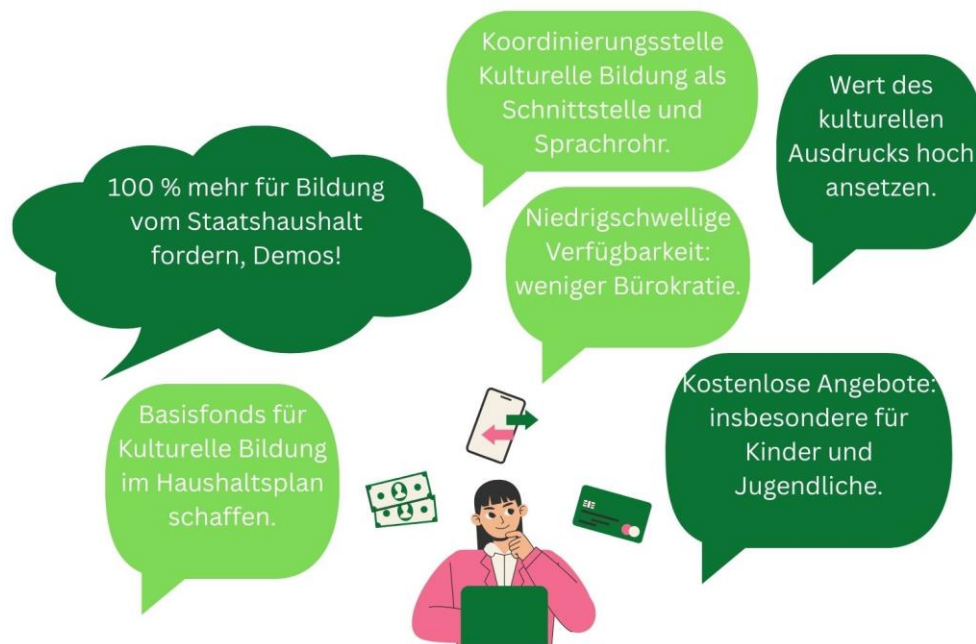 Koordinierungsstelle
Kulturelle Bildung als
Schnittstelle und
Sprachrohr.
Wert des
kulturellen
Ausdrucks hoch
ansetzen.
100 % mehr für Bildung
vom Staatshaushalt
fordern, Demos!
Niedrigschwellige
Verfügbarkeit:
weniger Bürokratie.
Kostenlose Angebote:
insbesondere für
Kinder und
Jugendliche.
Basisfonds für
Kulturelle Bildung
im Haushaltsplan
schaffen.